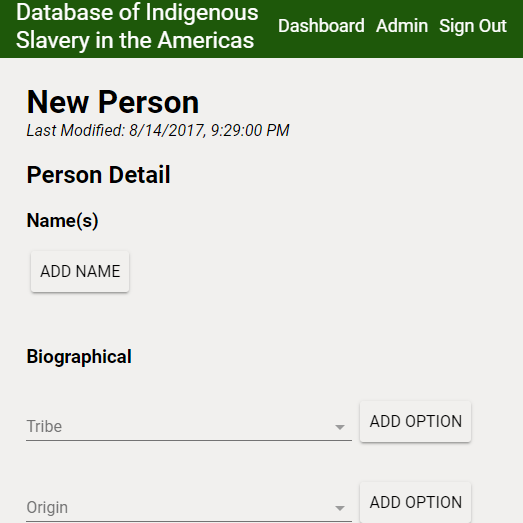 Database of Indigenous
Slavery in the Americas
Dashboard Admin Sign Out
New Person
Last Modified: 8/14/2017, 9:29:00 PM
Person Detail
Name(s)
ADD NAME
Biographical
Tribe
ADD OPTION
Origin
ADD OPTION